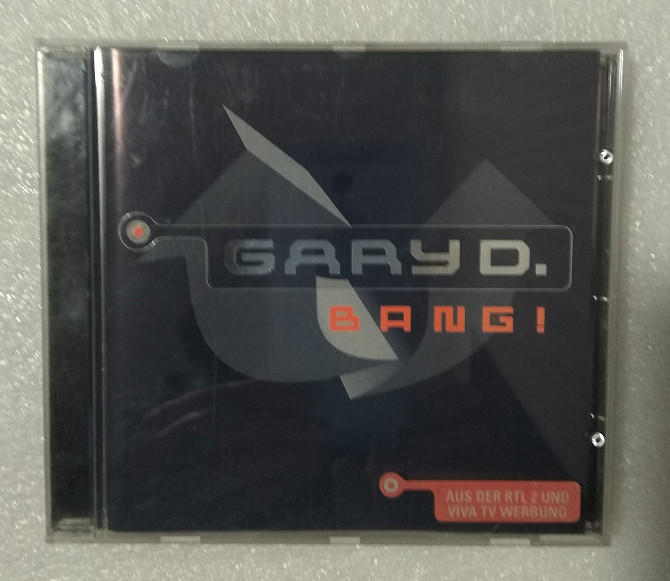 GARY D.
BANG!
AUS DER RTL 2 UND
VIVA TV WERBUNG